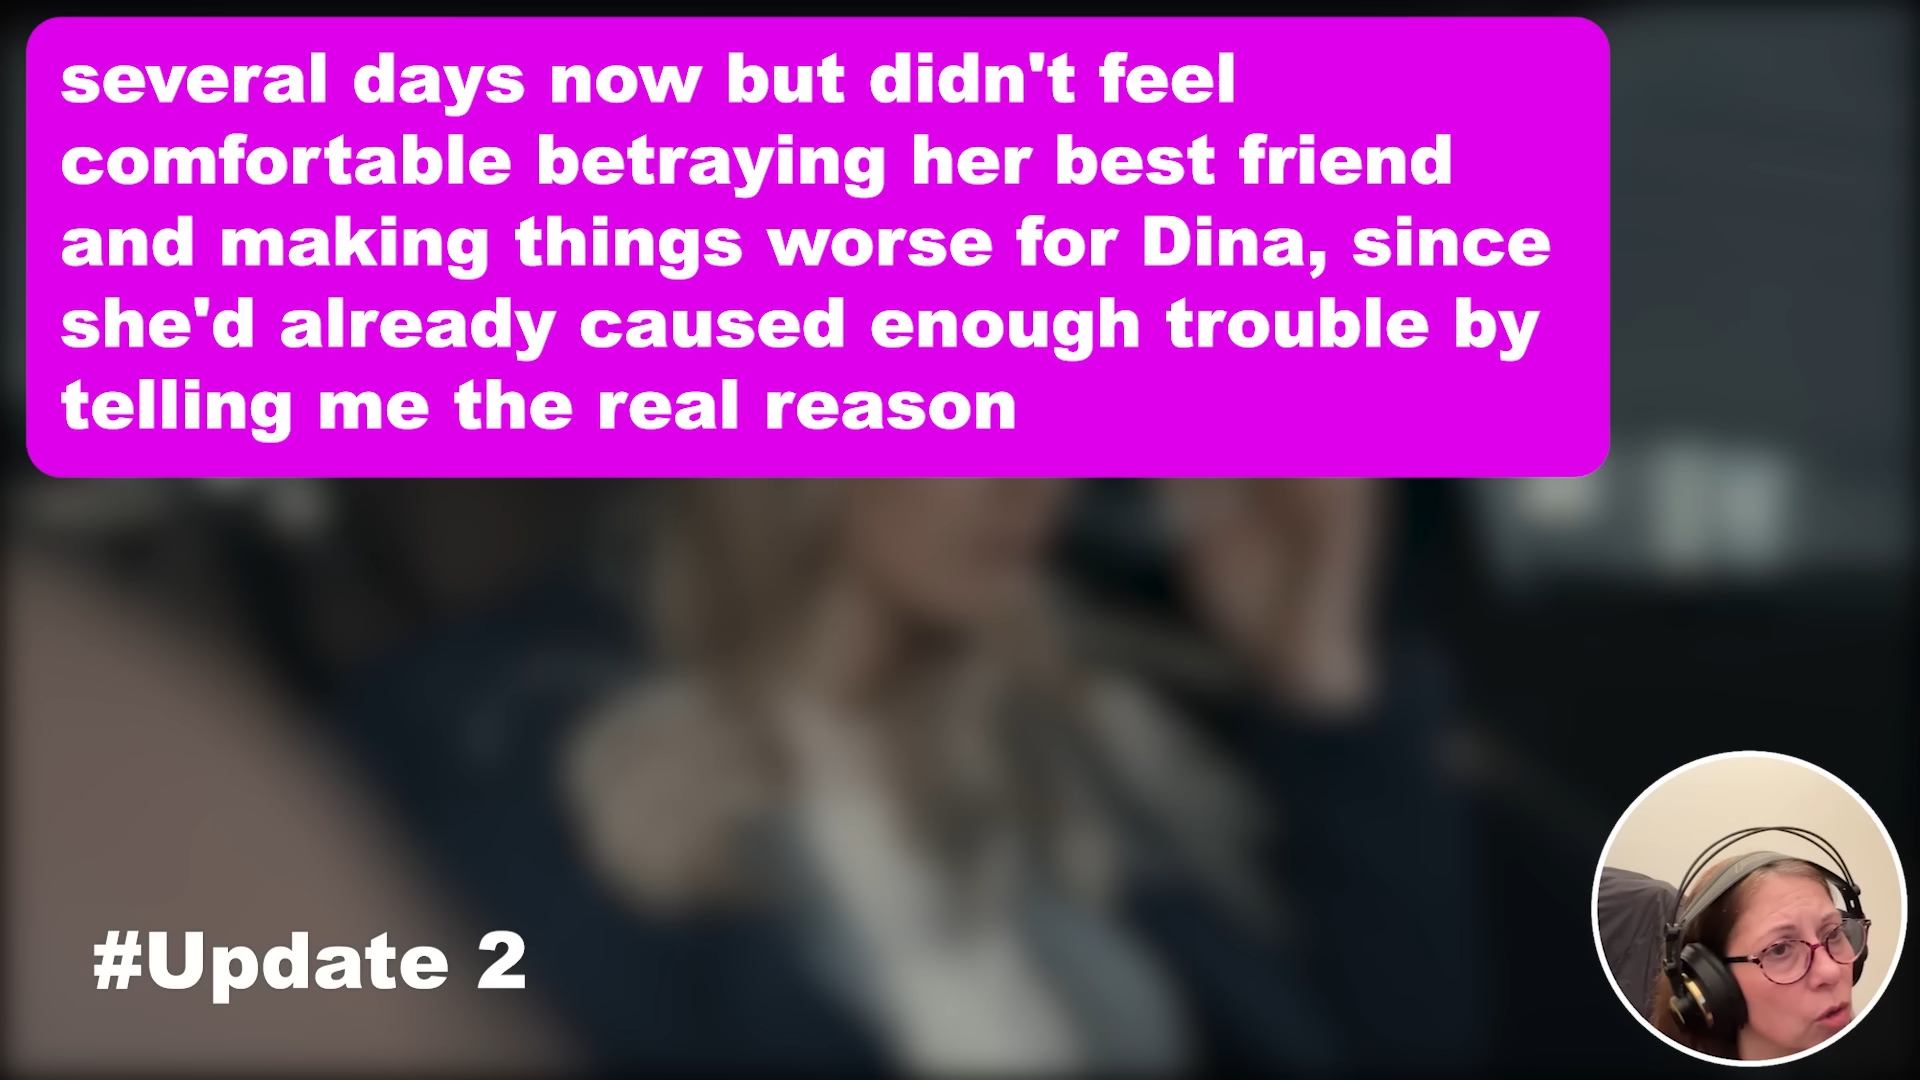 several days now but didn't feel
comfortable betraying her best friend
and making things worse for Dina, since
she'd already caused enough trouble by
telling me the real reason
#Update 2